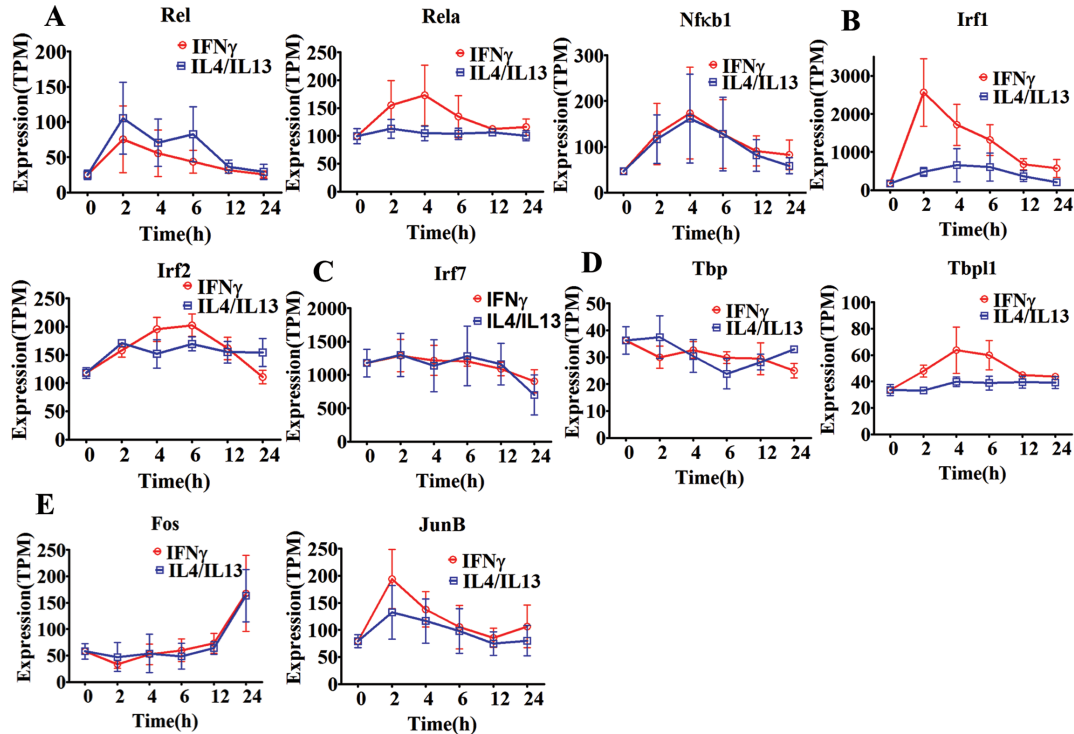 A
Rel
Expression(TPM)
200
150
100
50
0
IFNγ
IL4/IL13
0 2 4 6 12 24
Time(h)
Rela
Expression(TPM)
250
200
150
100
50
0
IFNγ
IL4/IL13
0 2 4 6 12 24
Time(h)
Nfκb1
Expression(TPM)
300
200
100
0
IFNγ
IL4/IL13
0 2 4 6 12 24
Time(h)
B
Irf1
Expression(TPM)
3000
2000
1000
0
IFNγ
IL4/IL13
0 2 4 6 12 24
Time(h)
Irf2
Expression(TPM)
250
200
150
100
50
0
IFNγ
IL4/IL13
0 2 4 6 12 24
Time(h)
C
Irf7
Expression(TPM)
2000
1500
1000
500
0
IFNγ
IL4/IL13
0 2 4 6 12 24
Time(h)
D
Tbp
Expression(TPM)
50
40
30
20
10
0
IFNγ
IL4/IL13
0 2 4 6 12 24
Time(h)
Tbpl1
Expression(TPM)
100
80
60
40
20
0
IFNγ
IL4/IL13
0 2 4 6 12 24
Time(h)
E
Fos
Expression(TPM)
250
200
150
100
50
0
IFNγ
IL4/IL13
0 2 4 6 12 24
Time(h)
JunB
Expression(TPM)
250
200
150
100
50
0
IFNγ
IL4/IL13
0 2 4 6 12 24
Time(h)